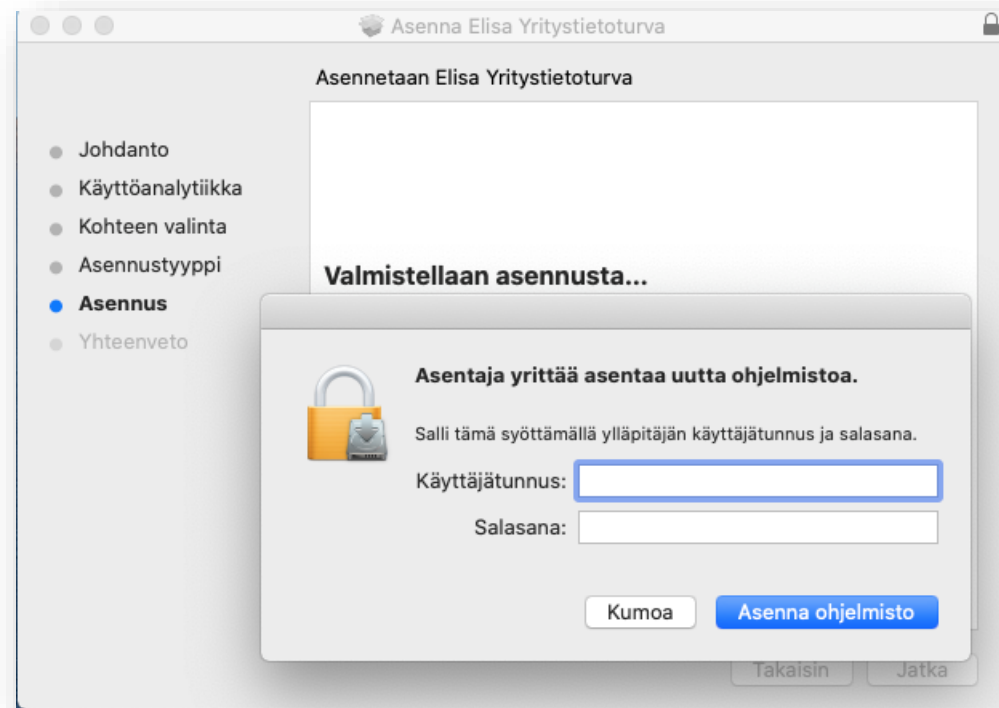 Asenna Elisa Yritystietoturva
Asennetaan Elisa Yritystietoturva
Johdanto
Käyttöanalytiikka
Kohteen valinta
Asennustyyppi
Asennus
Yhteenveto
Valmistellaan asennusta...
Asentaja yrittää asentaa uutta ohjelmistoa.
Salli tämä syöttämällä ylläpitäjän käyttäjätunnus ja salasana.
Käyttäjätunnus:
Salasana:
Kumoa
Asenna ohjelmisto
Takaisin
Jatka